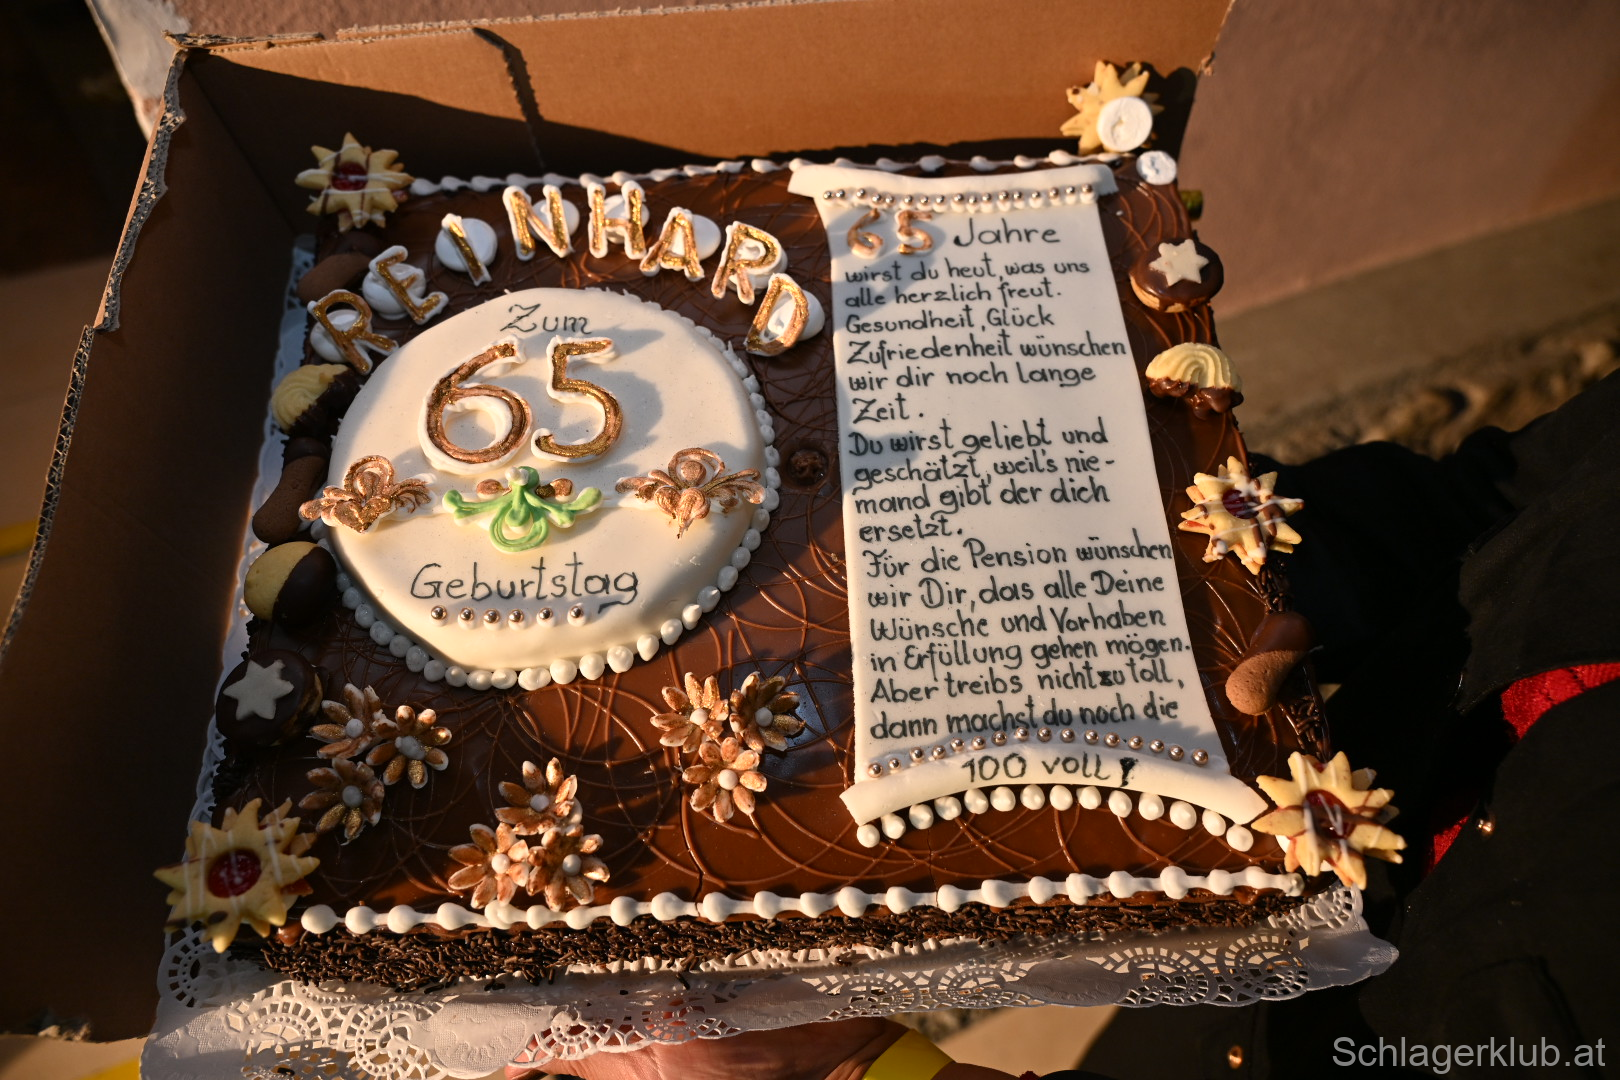 REINHARD
Zum
65
Geburtstag
65 Jahre
wirst du heut, was uns
alle herzlich freut.
Gesundheit, Glück
Zufriedenheit wünschen
wir dir noch lange
Zeit.
Du wirst geliebt und
geschätzt, weil's nie-
mand gibt der dich
ersetzt.
Für die Pension wünschen
wir Dir, das alle Deine
Wünsche und Vorhaben
in Erfüllung gehen mögen.
Aber treibs nicht zu toll,
dann machst du noch die
100 voll!
Schlagerklub.at